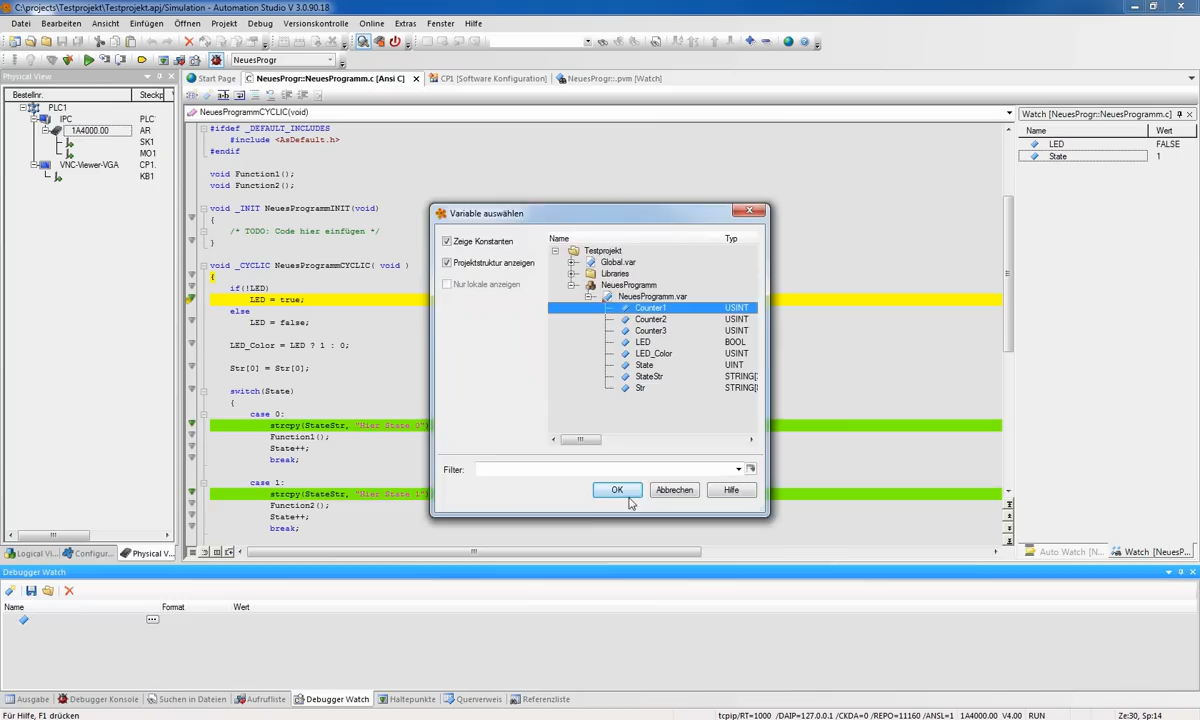 C:\projects\Testprojekt\Testprojekt.apj/Simulation - Automation Studio V 3.0.90.18
Datei Bearbeiten Ansicht Einfügen Öffnen Projekt Debug Versionskontrolle Online Extras Fenster Hilfe
NeuesProgr
Physical View
Start Page NeuesProgr::NeuesProgramm.c [Ansi C] CP1 [Software Konfiguration] NeuesProgr::.pvm [Watch]
Bestellnr. Steckp
PLC1
IPC PLC
1A4000.00 AR
SK1
MO1
VNC-Viewer-VGA CP1.
KB1
NeuesProgrammCYCLIC(void)
#ifdef _DEFAULT_INCLUDES
#include <AsDefault.h>
#endif
void Function1();
void Function2();
void _INIT NeuesProgrammINIT(void)
{
/* TODO: Code hier einfügen */
}
void _CYCLIC NeuesProgrammCYCLIC( void )
{
if(!LED)
LED = true;
else
LED = false;
LED_Color = LED ? 1 : 0;
Str[0] = Str[0];
switch(State)
{
case 0:
strcpy(StateStr, "Hier State 0")
Function1();
State++;
break;
case 1:
strcpy(StateStr, "Hier State 1")
Function2();
State++;
break;
Variable auswählen
Zeige Konstanten
Projektstruktur anzeigen
Nur lokale anzeigen
Name Typ
Testprojekt
Global.var
Libraries
NeuesProgramm
NeuesProgramm.var
Counter1 USINT
Counter2 USINT
Counter3 USINT
LED BOOL
LED_Color USINT
State UINT
StateStr STRING[
Str STRING[
Filter:
OK Abbrechen Hilfe
Watch [NeuesProgr::NeuesProgramm.c]
Name Wert
LED FALSE
State 1
Logical Vi... Configur... Physical V...
Auto Watch [N... Watch [NeuesP...
Debugger Watch
Name Format Wert
Ausgabe Debugger Konsole Suchen in Dateien Aufrufliste Debugger Watch Haltepunkte Querverweis Referenzliste
Für Hilfe, F1 drücken tcpip/RT=1000 /DAIP=127.0.0.1 /CKDA=0 /REPO=11160 /ANSL=1 1A4000.00 V4.00 RUN Ze:30, Sp:14